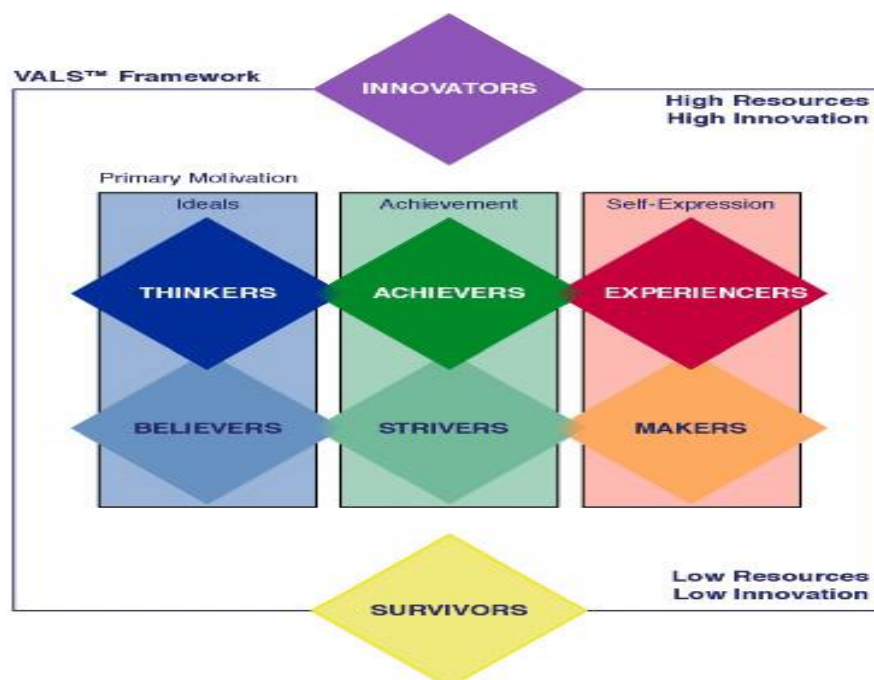 INNOVATORS
VALS™ Framework
High Resources
High Innovation
Primary Motivation
Ideals
Achievement
Self-Expression
THINKERS
ACHIEVERS
EXPERIENCERS
BELIEVERS
STRIVERS
MAKERS
Low Resources
Low Innovation
SURVIVORS